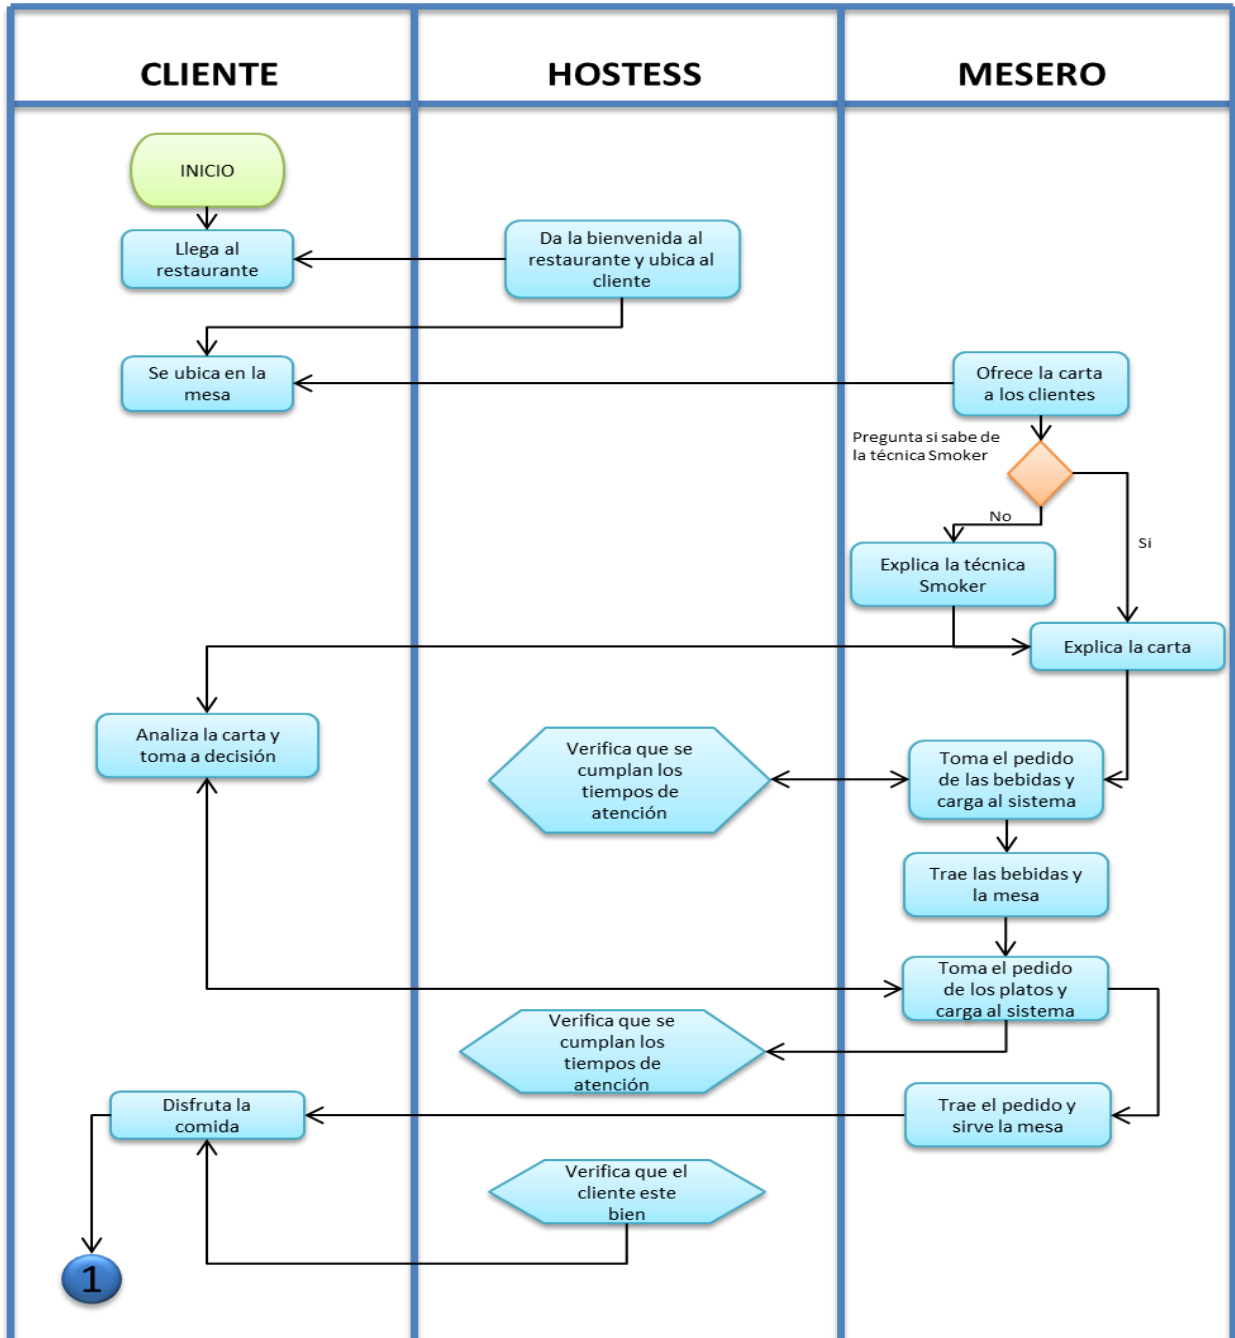 CLIENTE
HOSTESS
MESERO
INICIO
Llega al
restaurante
Da la bienvenida al
restaurante y ubica al
cliente
Se ubica en la
mesa
Ofrece la carta
a los clientes
Pregunta si sabe de
la técnica Smoker
No
Si
Explica la técnica
Smoker
Explica la carta
Analiza la carta y
toma a decisión
Verifica que se
cumplan los
tiempos de
atención
Toma el pedido
de las bebidas y
carga al sistema
Trae las bebidas y
la mesa
Toma el pedido
de los platos y
carga al sistema
Verifica que se
cumplan los
tiempos de
atención
Disfruta la
comida
Trae el pedido y
sirve la mesa
Verifica que el
cliente este
bien
1